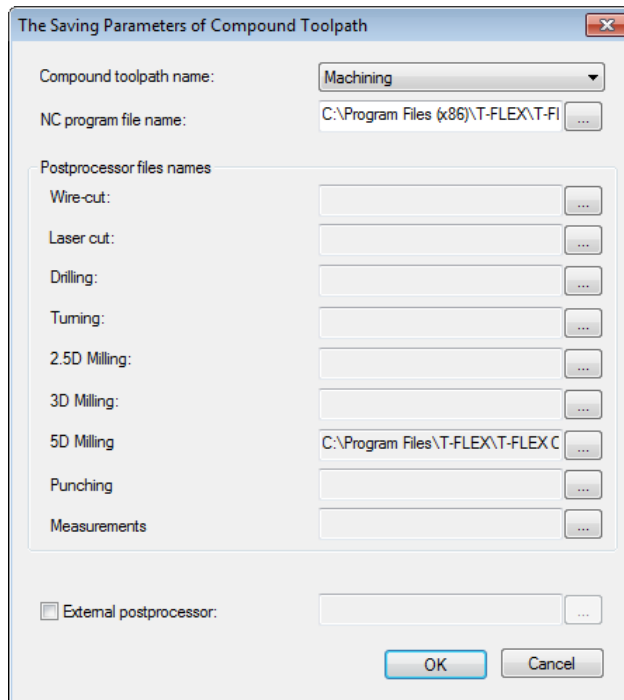 The Saving Parameters of Compound Toolpath
Compound toolpath name: Machining
NC program file name: C:\Program Files (x86)\T-FLEX\T-Fl ...
Postprocessor files names
Wire-cut: ...
Laser cut: ...
Drilling: ...
Turning: ...
2.5D Milling: ...
3D Milling: ...
5D Milling C:\Program Files\T-FLEX\T-FLEX C ...
Punching ...
Measurements ...
External postprocessor: ...
OK Cancel